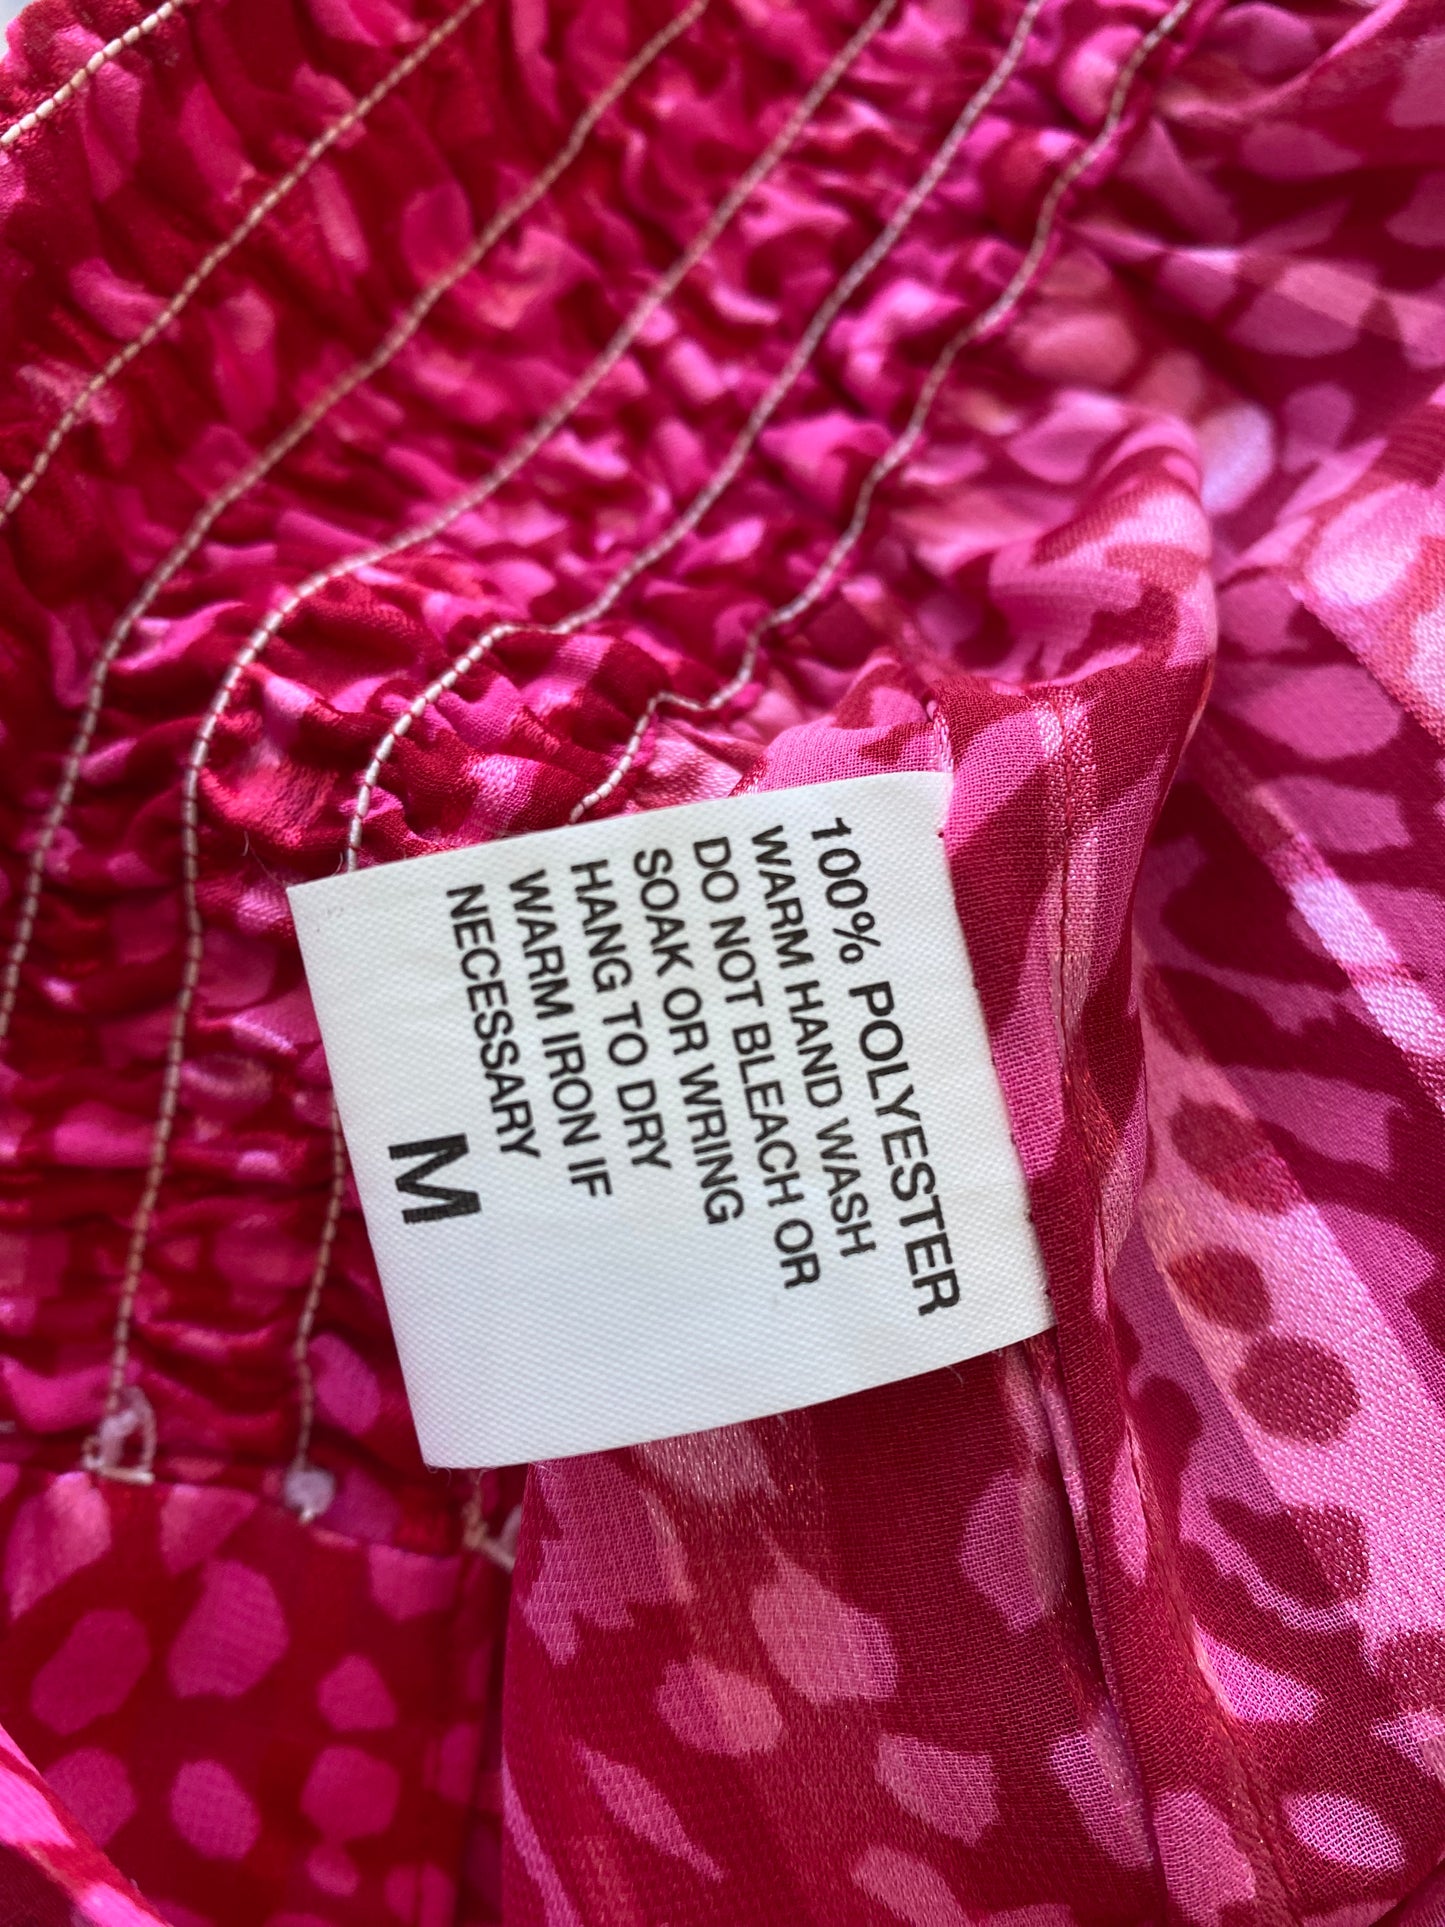 100% POLYESTER
WARM HAND WASH
DO NOT BLEACH OR
SOAK OR WRING
HANG TO DRY
WARM IRON IF
NECESSARY
M